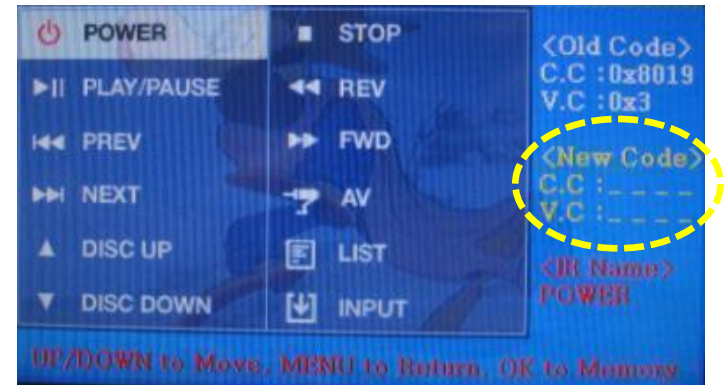 POWER
PLAY/PAUSE
PREV
NEXT
DISC UP
DISC DOWN
STOP
REV
FWD
AV
LIST
INPUT
<Old Code>
C.C :0x8019
V.C :0x3
<New Code>
C.C :_ _ _ _
V.C :_ _ _ _
<IR Name>
POWER
UP/DOWN to Move, MENU to Return, OK to Memory